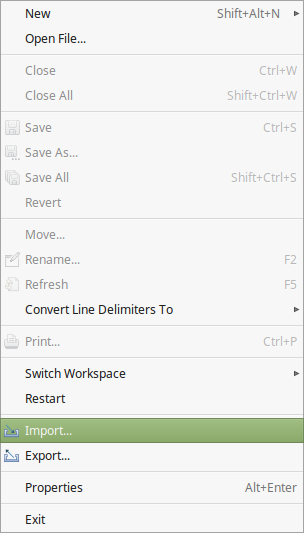 New Shift+Alt+N
Open File...
Close Ctrl+W
Close All Shift+Ctrl+W
Save Ctrl+S
Save As...
Save All Shift+Ctrl+S
Revert
Move...
Rename... F2
Refresh F5
Convert Line Delimiters To
Print... Ctrl+P
Switch Workspace
Restart
Import...
Export...
Properties Alt+Enter
Exit